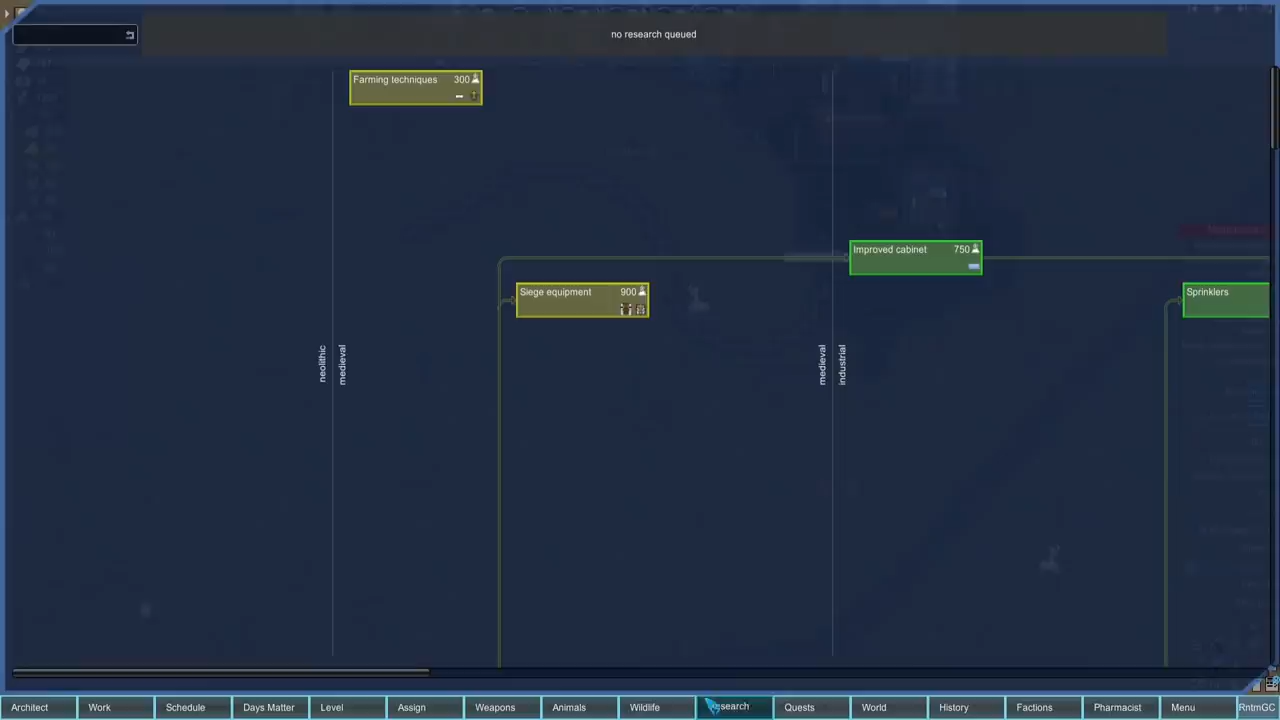 no research queued
Farming techniques 300
Improved cabinet 750
Siege equipment 900
Sprinklers
neolithic
medieval
medieval
industrial
Architect Work Schedule Days Matter Level Assign Weapons Animals Wildlife Research Quests World History Factions Pharmacist Menu RntmGC